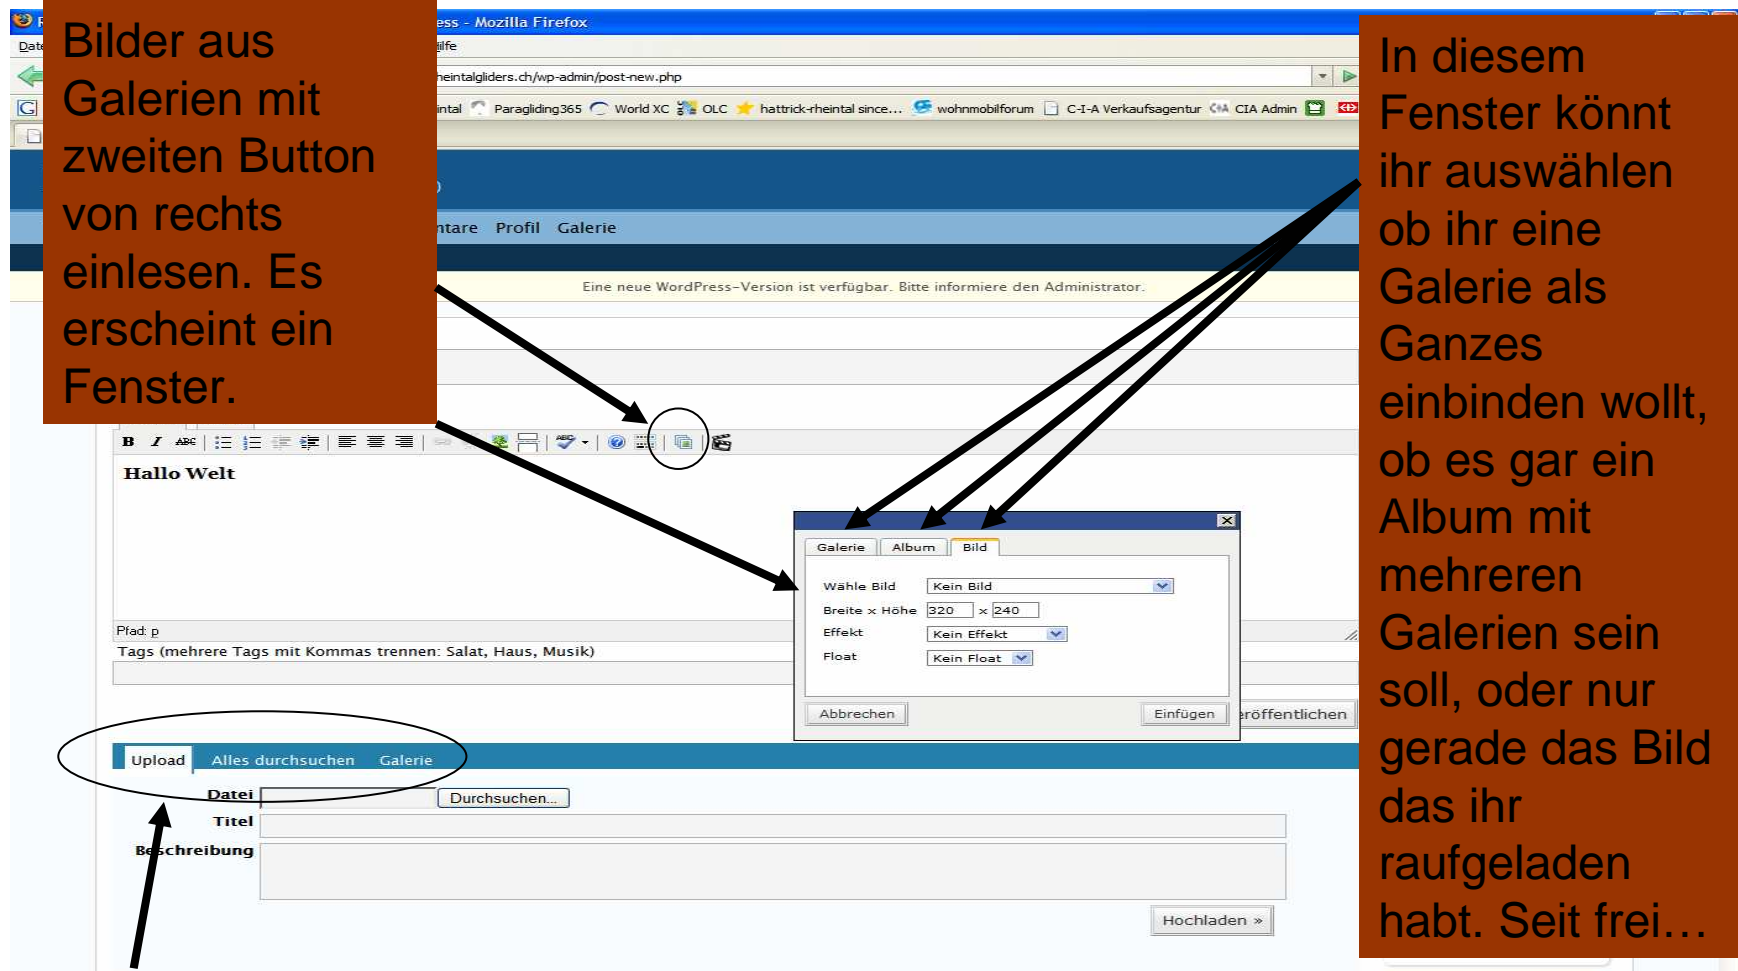 Bilder aus
Galerien mit
zweiten Button
von rechts
einlesen. Es
erscheint ein
Fenster.
In diesem
Fenster könnt
ihr auswählen
ob ihr eine
Galerie als
Ganzes
einbinden wollt,
ob es gar ein
Album mit
mehreren
Galerien sein
soll, oder nur
gerade das Bild
das ihr
raufgeladen
habt. Seit frei…
- Mozilla Firefox
/wp-admin/post-new.php
Paragliding365 World XC OLC hattrick-rheintal since... wohnmobilforum C-I-A Verkaufsagentur CIA Admin
Profil Galerie
Eine neue WordPress-Version ist verfügbar. Bitte informiere den Administrator.
B I ABC ABC
Hallo Welt
Pfad: p
Tags (mehrere Tags mit Kommas trennen: Salat, Haus, Musik)
Galerie Album Bild
Wähle Bild Kein Bild
Breite x Höhe 320 x 240
Effekt Kein Effekt
Float Kein Float
Abbrechen Einfügen
Upload Alles durchsuchen Galerie
Datei Durchsuchen...
Titel
Beschreibung
Hochladen »